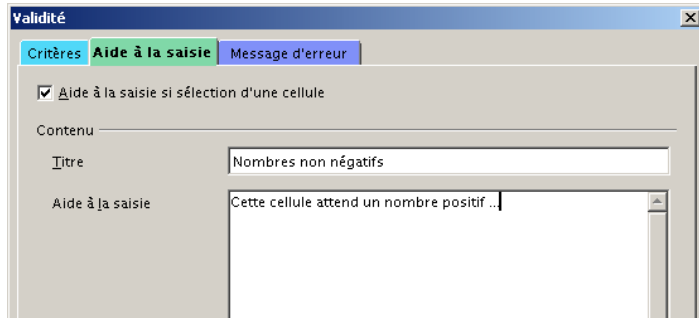 Validité
Critères Aide à la saisie Message d'erreur
Aide à la saisie si sélection d'une cellule
Contenu
Titre Nombres non négatifs
Aide à la saisie Cette cellule attend un nombre positif ...